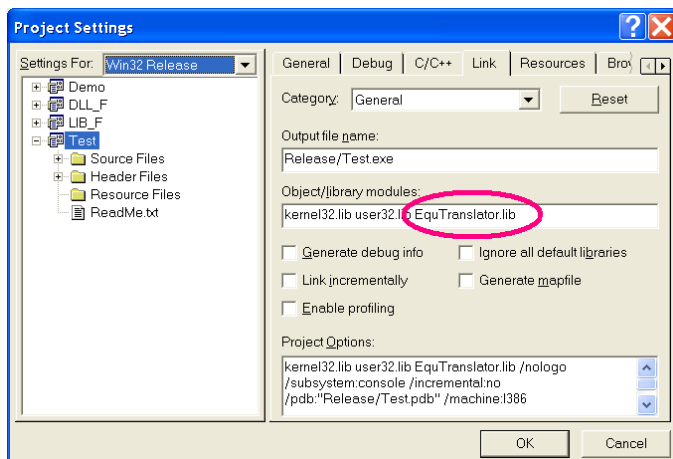 Project Settings
Settings For: Win32 Release
Demo
DLL_F
LIB_F
Test
Source Files
Header Files
Resource Files
ReadMe.txt
General Debug C/C++ Link Resources Brow
Category: General Reset
Output file name:
Release/Test.exe
Object/library modules:
kernel32.lib user32.lib EquTranslator.lib
Generate debug info Ignore all default libraries
Link incrementally Generate mapfile
Enable profiling
Project Options:
kernel32.lib user32.lib EquTranslator.lib /nologo
/subsystem:console /incremental:no
/pdb:"Release/Test.pdb" /machine:I386
OK Cancel